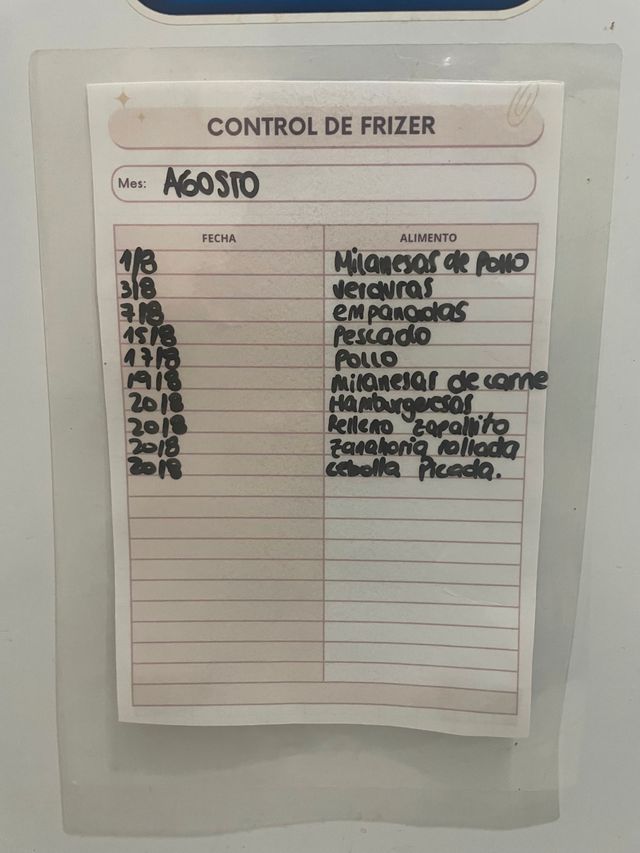 CONTROL DE FRIZER
Mes: AGOSTO
FECHA ALIMENTO
1/8 Milanesas de pollo
3/8 verduras
7/8 empanadas
15/8 Pescado
17/8 POLLO
19/8 milanesas de carne
20/8 Hamburguesas
20/8 Relleno zapallito
20/8 zanahoria rallada
20/8 cebolla Picada.